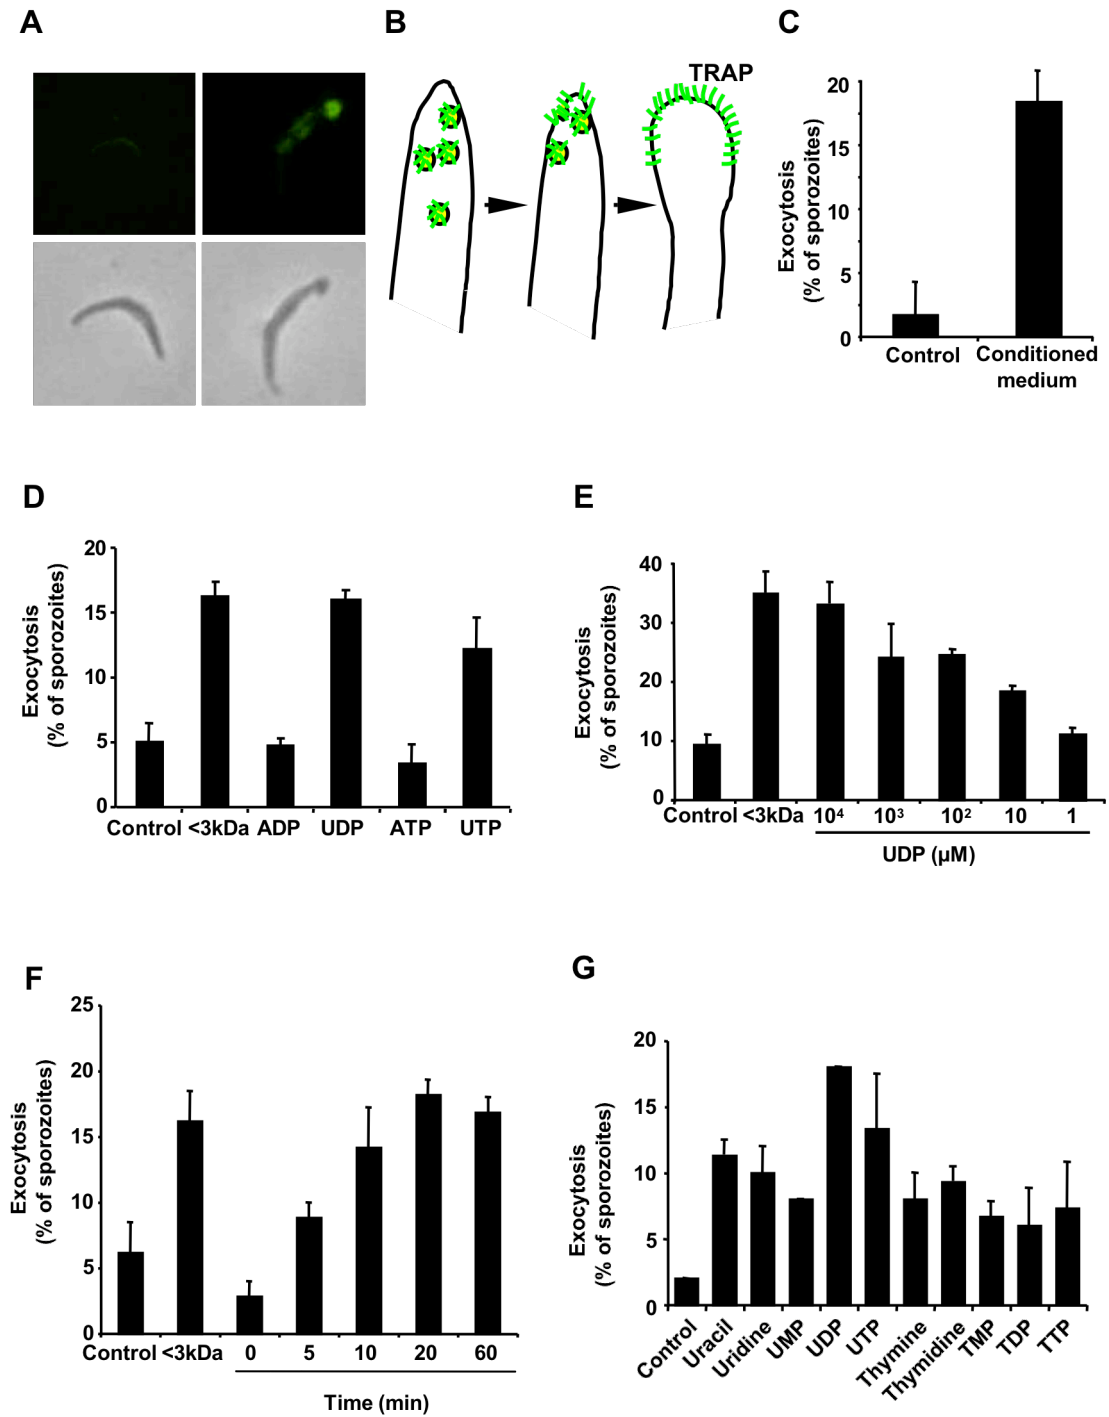 A
B
TRAP
C
Exocytosis
(% of sporozoites)
20
15
10
5
0
Control
Conditioned
medium
D
Exocytosis
(% of sporozoites)
20
15
10
5
0
Control <3kDa ADP UDP ATP UTP
E
Exocytosis
(% of sporozoites)
40
30
20
10
0
Control <3kDa 10⁴ 10³ 10² 10 1
UDP (µM)
F
Exocytosis
(% of sporozoites)
25
20
15
10
5
0
Control <3kDa 0 5 10 20 60
Time (min)
G
Exocytosis
(% of sporozoites)
20
15
10
5
0
Control
Uracil
Uridine
UMP
UDP
UTP
Thymine
Thymidine
TMP
TDP
TTP